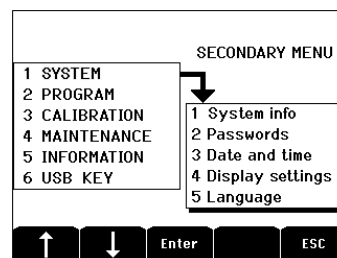 SECONDARY MENU
1 SYSTEM
2 PROGRAM
3 CALIBRATION
4 MAINTENANCE
5 INFORMATION
6 USB KEY
1 System info
2 Passwords
3 Date and time
4 Display settings
5 Language
Enter
ESC